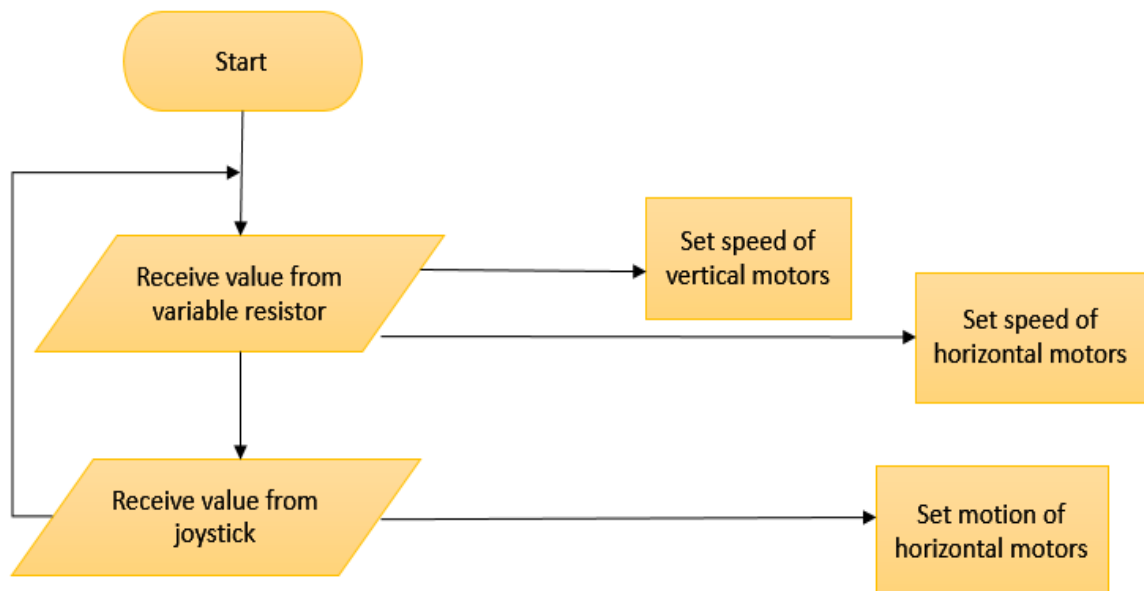 Start
Receive value from
variable resistor
Set speed of
vertical motors
Set speed of
horizontal motors
Receive value from
joystick
Set motion of
horizontal motors